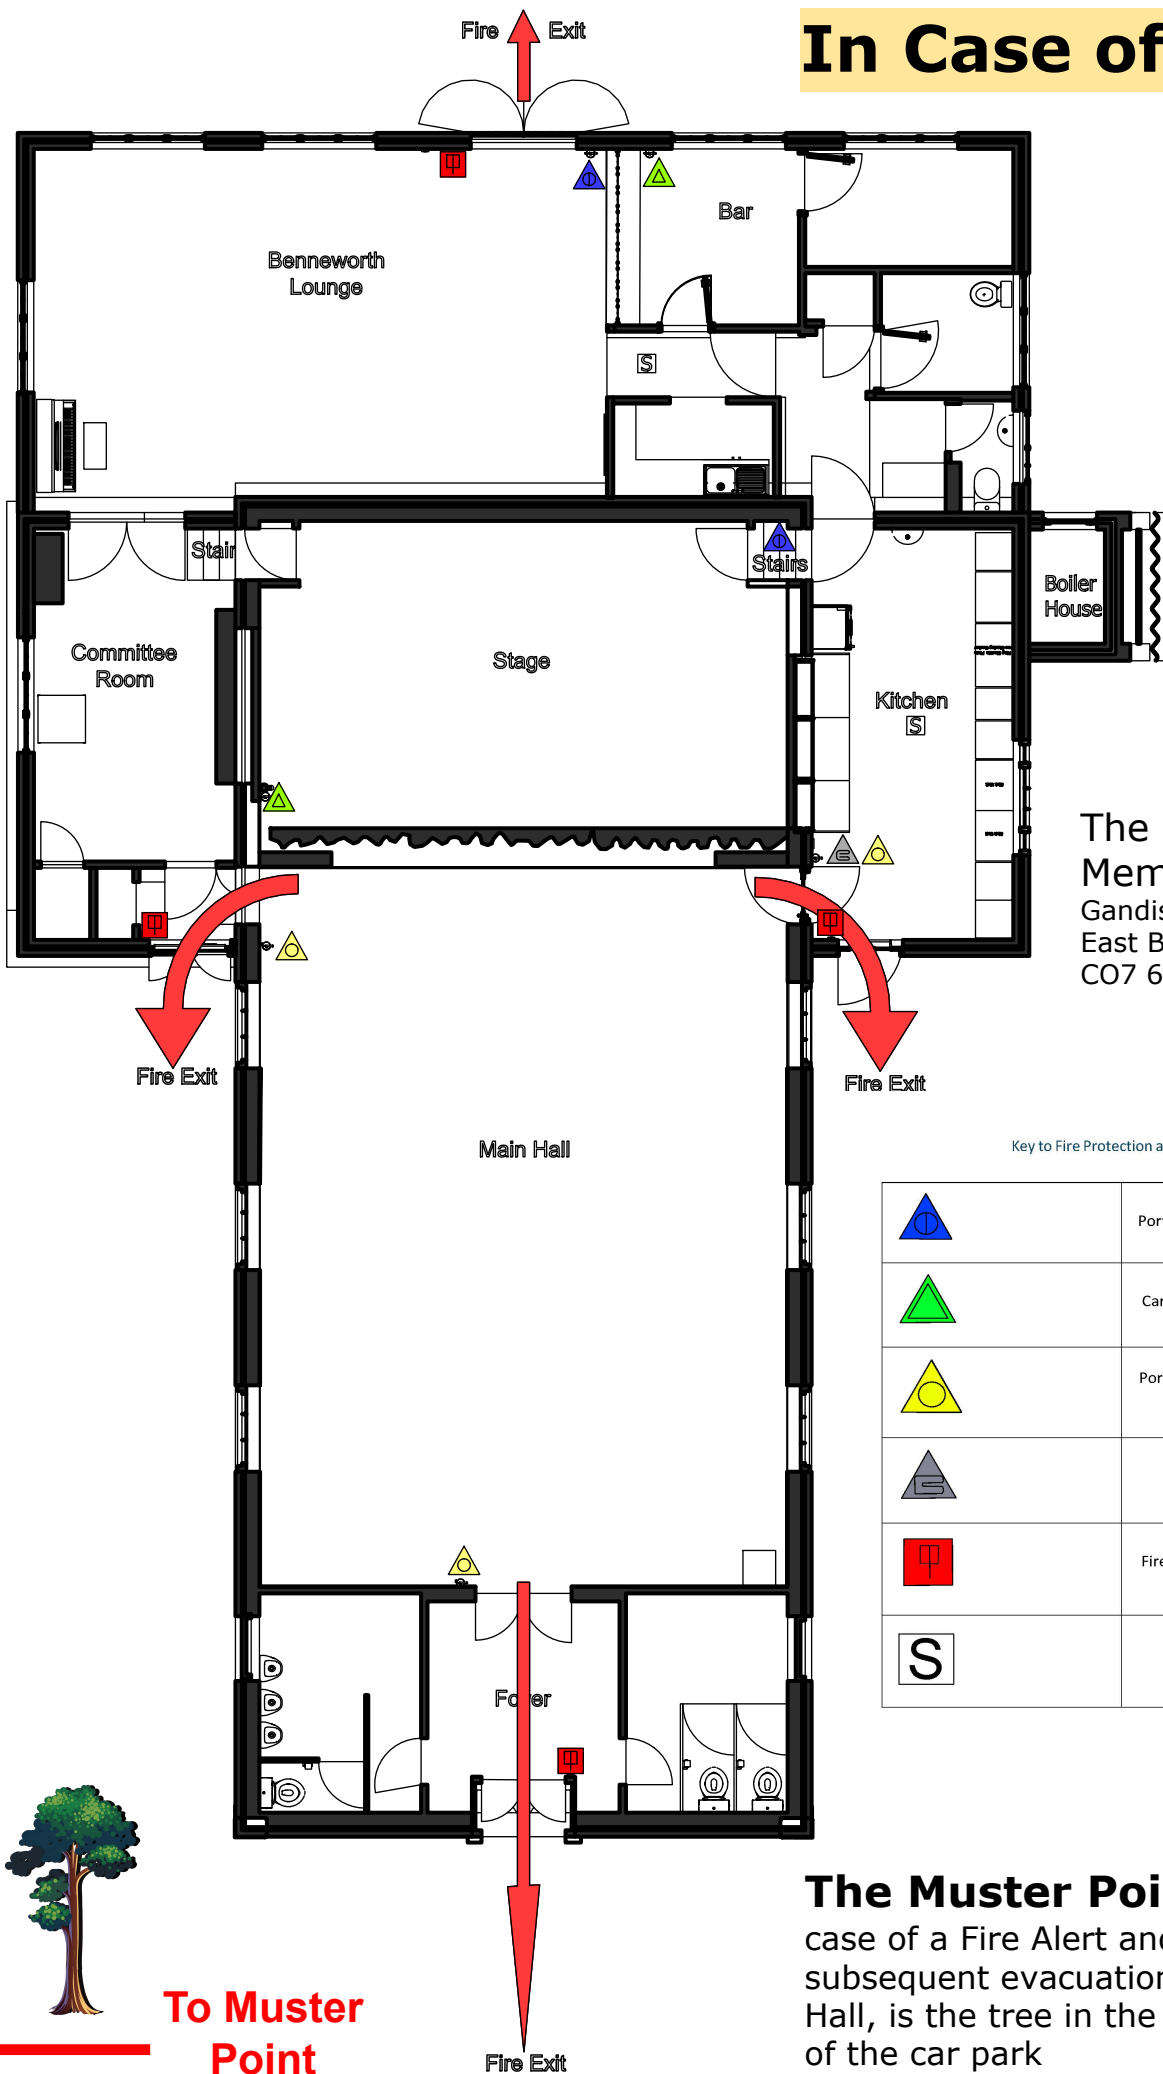 Fire Exit
In Case of
Bar
Benneworth
Lounge
S
Stair
Stairs
Boiler
House
Committee
Room
Stage
Kitchen
S
The
Mem
Gandis
East B
CO7 6
Fire Exit
Fire Exit
Main Hall
Key to Fire Protection a
Por
Car
Por
Fire
S
Foyer
The Muster Poi
case of a Fire Alert and
subsequent evacuation
Hall, is the tree in the
of the car park
To Muster
Point
Fire Exit